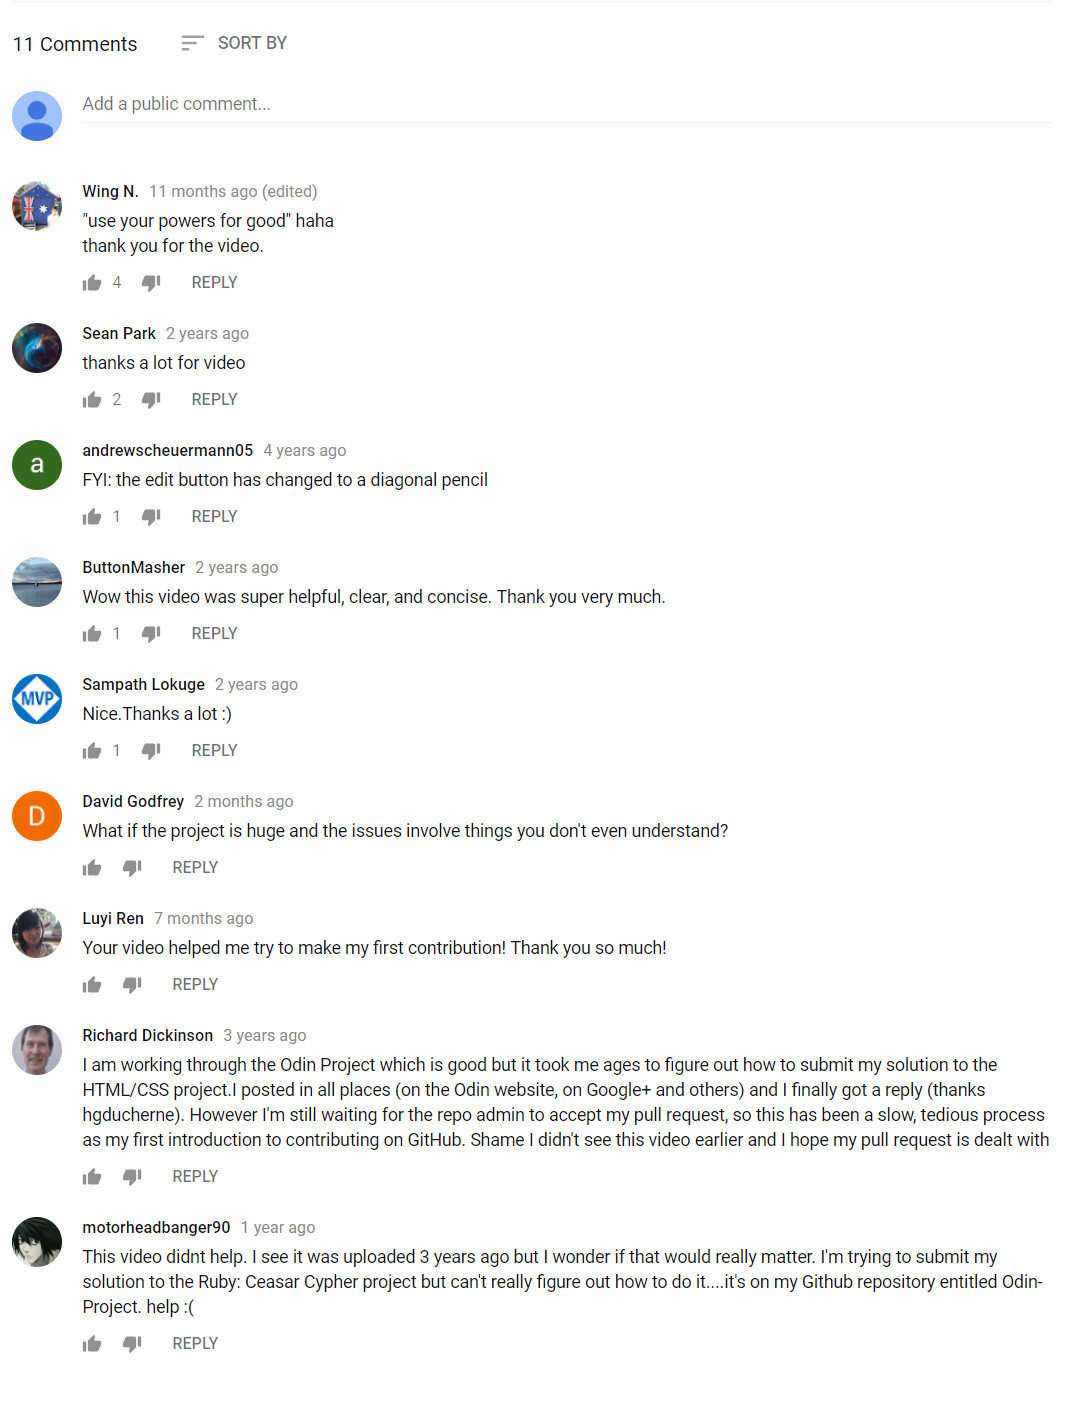 11 Comments SORT BY
Add a public comment...
Wing N. 11 months ago (edited)
"use your powers for good" haha
thank you for the video.
4 REPLY
Sean Park 2 years ago
thanks a lot for video
2 REPLY
a
andrewscheuermann05 4 years ago
FYI: the edit button has changed to a diagonal pencil
1 REPLY
ButtonMasher 2 years ago
Wow this video was super helpful, clear, and concise. Thank you very much.
1 REPLY
MVP
Sampath Lokuge 2 years ago
Nice.Thanks a lot :)
1 REPLY
D
David Godfrey 2 months ago
What if the project is huge and the issues involve things you don't even understand?
REPLY
Luyi Ren 7 months ago
Your video helped me try to make my first contribution! Thank you so much!
REPLY
Richard Dickinson 3 years ago
I am working through the Odin Project which is good but it took me ages to figure out how to submit my solution to the
HTML/CSS project.I posted in all places (on the Odin website, on Google+ and others) and I finally got a reply (thanks
hgducherne). However I'm still waiting for the repo admin to accept my pull request, so this has been a slow, tedious process
as my first introduction to contributing on GitHub. Shame I didn't see this video earlier and I hope my pull request is dealt with
REPLY
motorheadbanger90 1 year ago
This video didnt help. I see it was uploaded 3 years ago but I wonder if that would really matter. I'm trying to submit my
solution to the Ruby: Ceasar Cypher project but can't really figure out how to do it....it's on my Github repository entitled Odin-
Project. help :(
REPLY